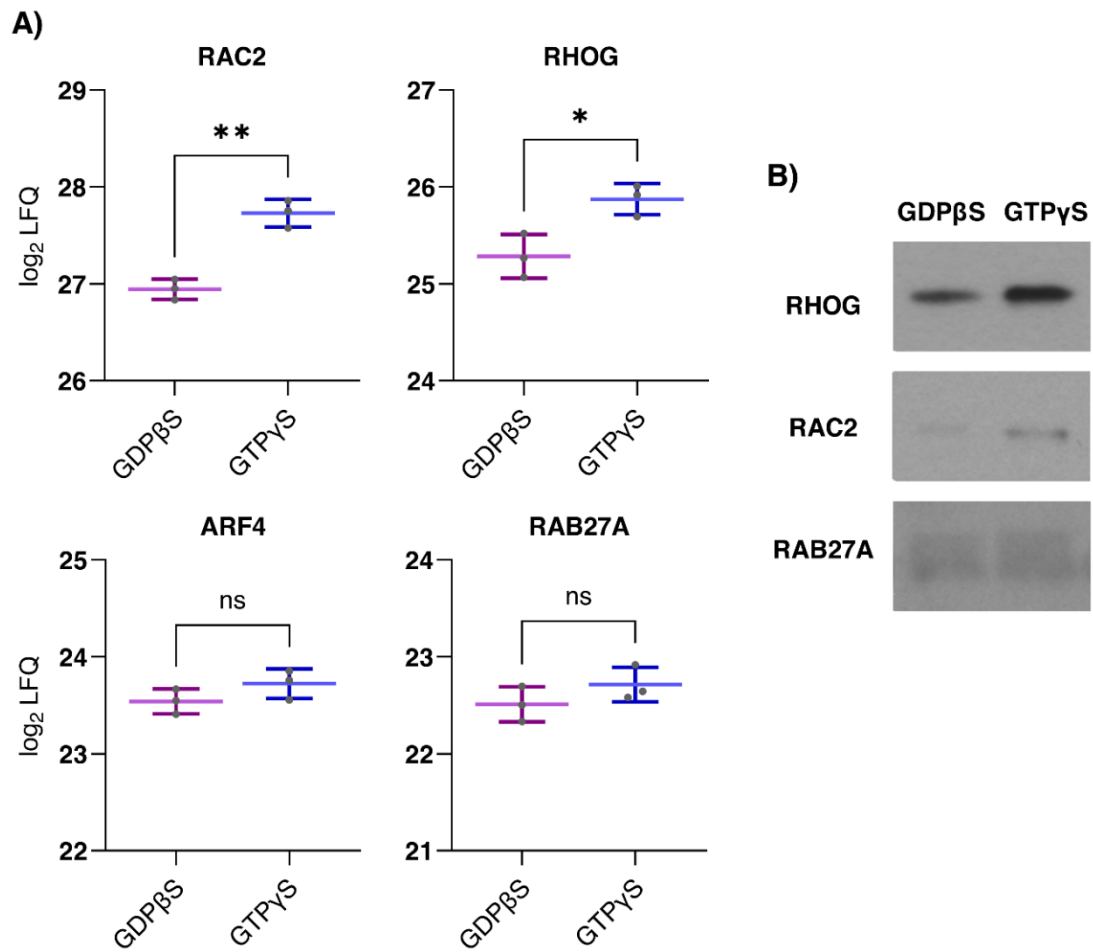 A)
RAC2
29
28
27
26
log2 LFQ
**
GDPβS
GTPγS
RHOG
27
26
25
24
*
GDPβS
GTPγS
B)
GDPβS GTPγS
RHOG
RAC2
RAB27A
ARF4
25
24
23
22
log2 LFQ
ns
GDPβS
GTPγS
RAB27A
24
23
22
21
ns
GDPβS
GTPγS